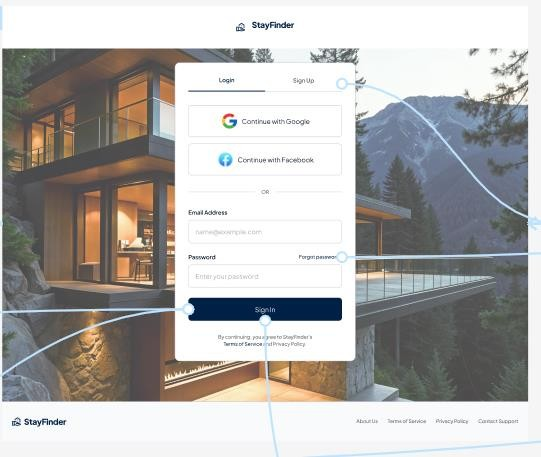 StayFinder
Login
Sign Up
Continue with Google
Continue with Facebook
OR
Email Address
name@example.com
Password
Forgot password
Enter your password
Sign In
By continuing, you agree to StayFinder's
Terms of Service and Privacy Policy.
StayFinder
About Us
Terms of Service
Privacy Policy
Contact Support